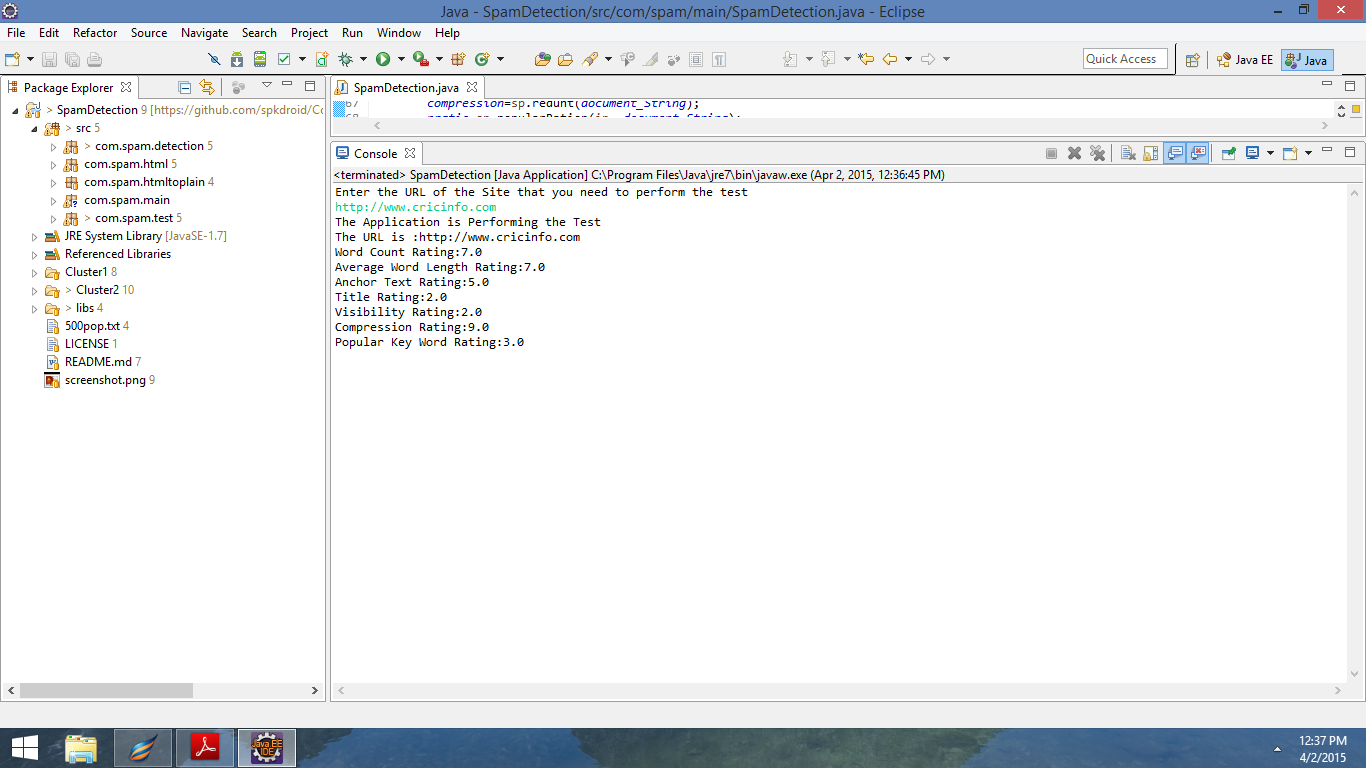 Java - SpamDetection/src/com/spam/main/SpamDetection.java - Eclipse
File Edit Refactor Source Navigate Search Project Run Window Help
Quick Access
Java EE
Java
Package Explorer
> SpamDetection 9 [https://github.com/spkdroid/Co
> src 5
> com.spam.detection 5
com.spam.html 5
com.spam.htmltoplain 4
com.spam.main
> com.spam.test 5
JRE System Library [JavaSE-1.7]
Referenced Libraries
Cluster1 8
> Cluster2 10
> libs 4
500pop.txt 4
LICENSE 1
README.md 7
screenshot.png 9
SpamDetection.java
67 compression=sp.redunt(document_String);
Console
<terminated> SpamDetection [Java Application] C:\Program Files\Java\jre7\bin\javaw.exe (Apr 2, 2015, 12:36:45 PM)
Enter the URL of the Site that you need to perform the test
http://www.cricinfo.com
The Application is Performing the Test
The URL is :http://www.cricinfo.com
Word Count Rating:7.0
Average Word Length Rating:7.0
Anchor Text Rating:5.0
Title Rating:2.0
Visibility Rating:2.0
Compression Rating:9.0
Popular Key Word Rating:3.0
Java EE
IDE
12:37 PM
4/2/2015